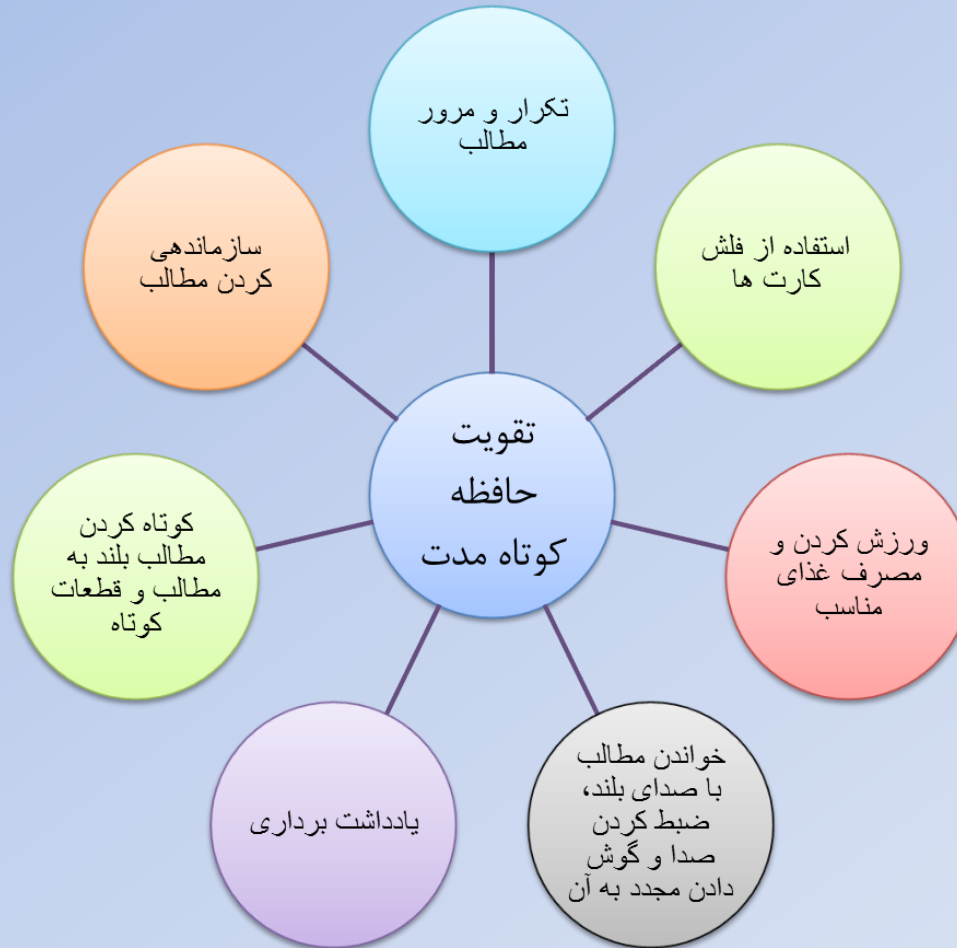 تکرار و مرور
مطالب
استفاده از فلش
کارت ها
سازماندهی
کردن مطالب
تقویت
حافظه
کوتاه مدت
ورزش کردن و
مصرف غذای
مناسب
کوتاه کردن
مطالب بلند به
مطالب و قطعات
کوتاه
خواندن مطالب
با صدای بلند،
ضبط کردن
صدا و گوش
دادن مجدد به آن
یادداشت برداری